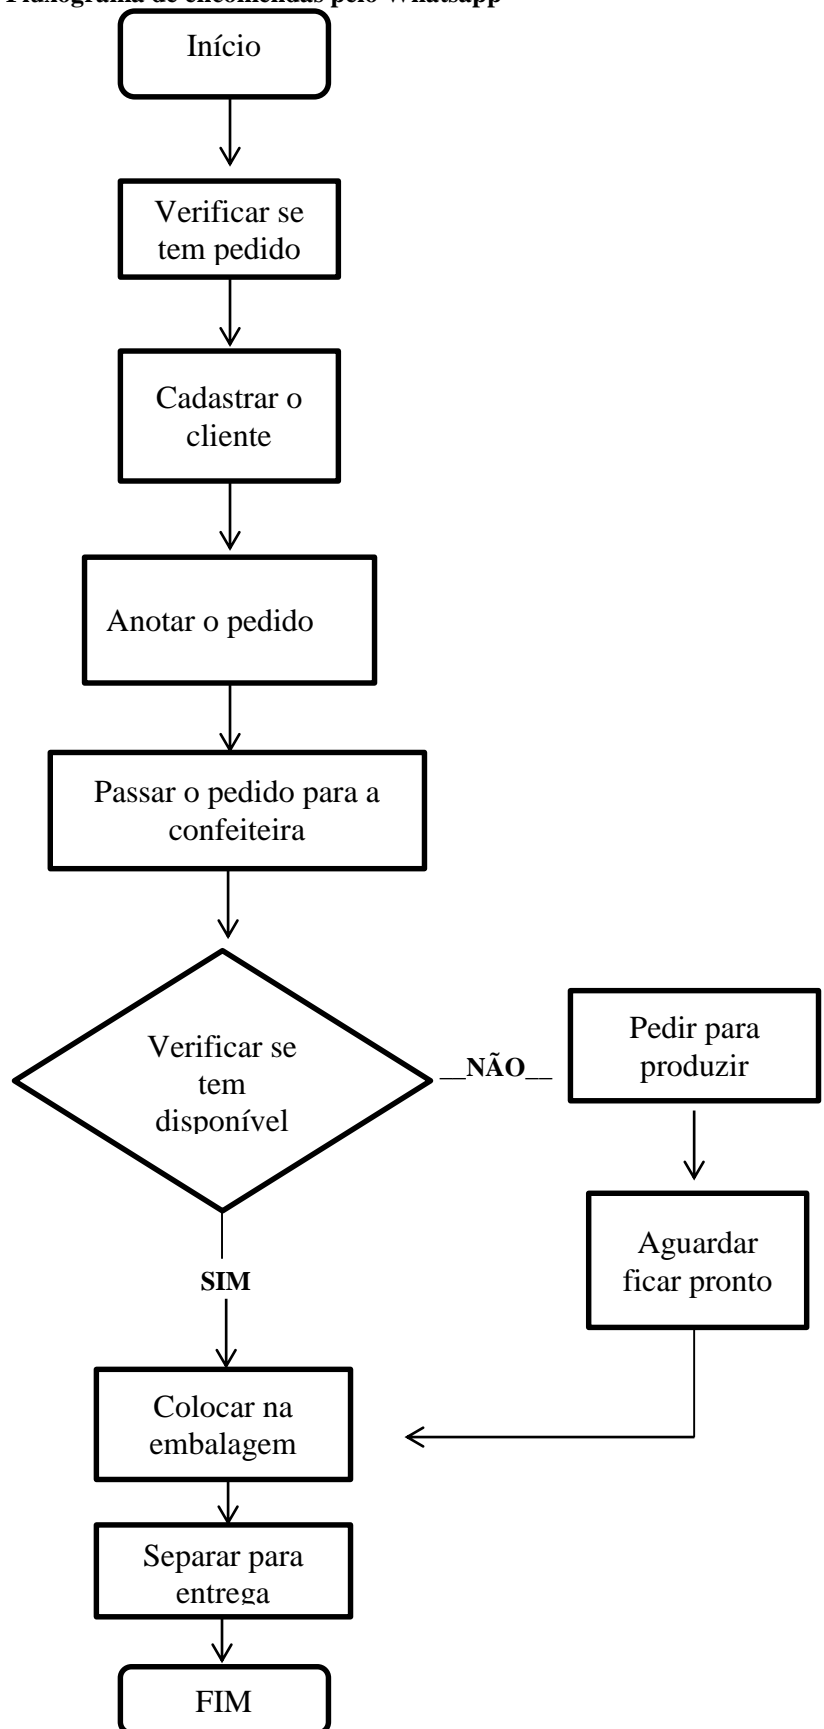 Fluxograma de encomendas pelo Whatsapp
Início
Verificar se
tem pedido
Cadastrar o
cliente
Anotar o pedido
Passar o pedido para a
confeiteira
Verificar se
tem
disponível
__NÃO__
Pedir para
produzir
Aguardar
ficar pronto
SIM
Colocar na
embalagem
Separar para
entrega
FIM